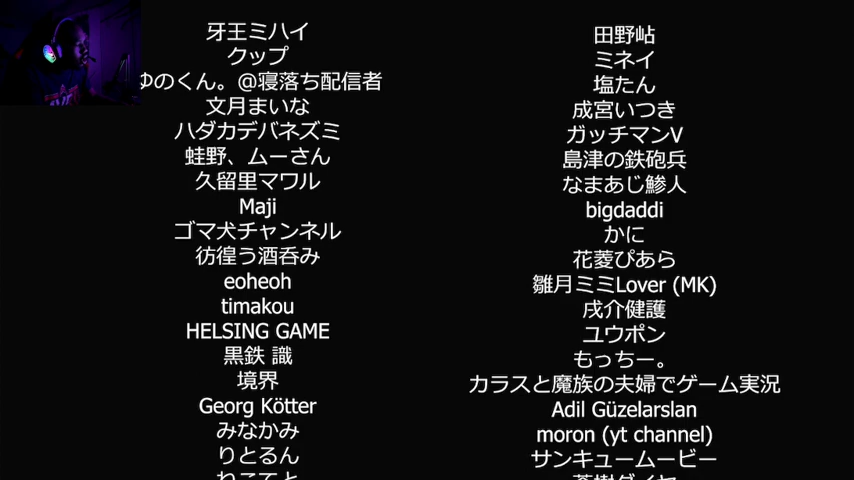 牙王ミハイ
クップ
ゆのくん。@寝落ち配信者
文月まいな
ハダカデバネズミ
蛙野、ムーさん
久留里マワル
Maji
ゴマ犬チャンネル
彷徨う酒呑み
eoheoh
timakou
HELSING GAME
黒鉄 識
境界
Georg Kötter
みなかみ
りとるん
田野岾
ミネイ
塩たん
成宮いつき
ガッチマンV
島津の鉄砲兵
なまあじ鯵人
bigdaddi
かに
花菱ぴあら
雛月ミミLover (MK)
戌介健護
ユウポン
もっちー。
カラスと魔族の夫婦でゲーム実況
Adil Güzelarslan
moron (yt channel)
サンキュームービー